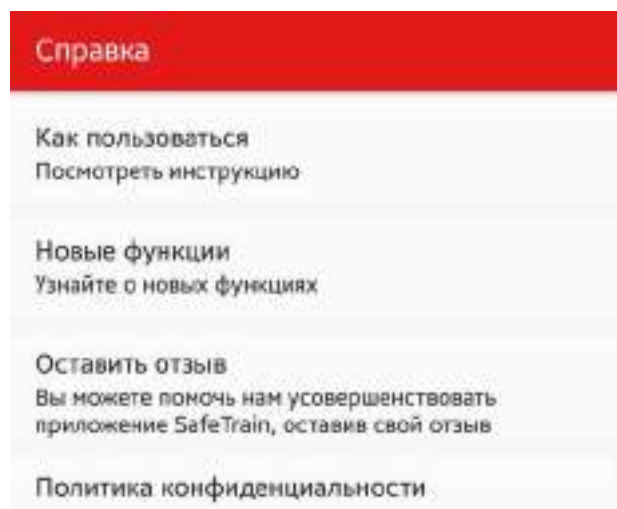 Справка
Как пользоваться
Посмотреть инструкцию
Новые функции
Узнайте о новых функциях
Оставить отзыв
Вы можете помочь нам усовершенствовать
приложение SafeTrain, оставив свой отзыв
Политика конфиденциальности